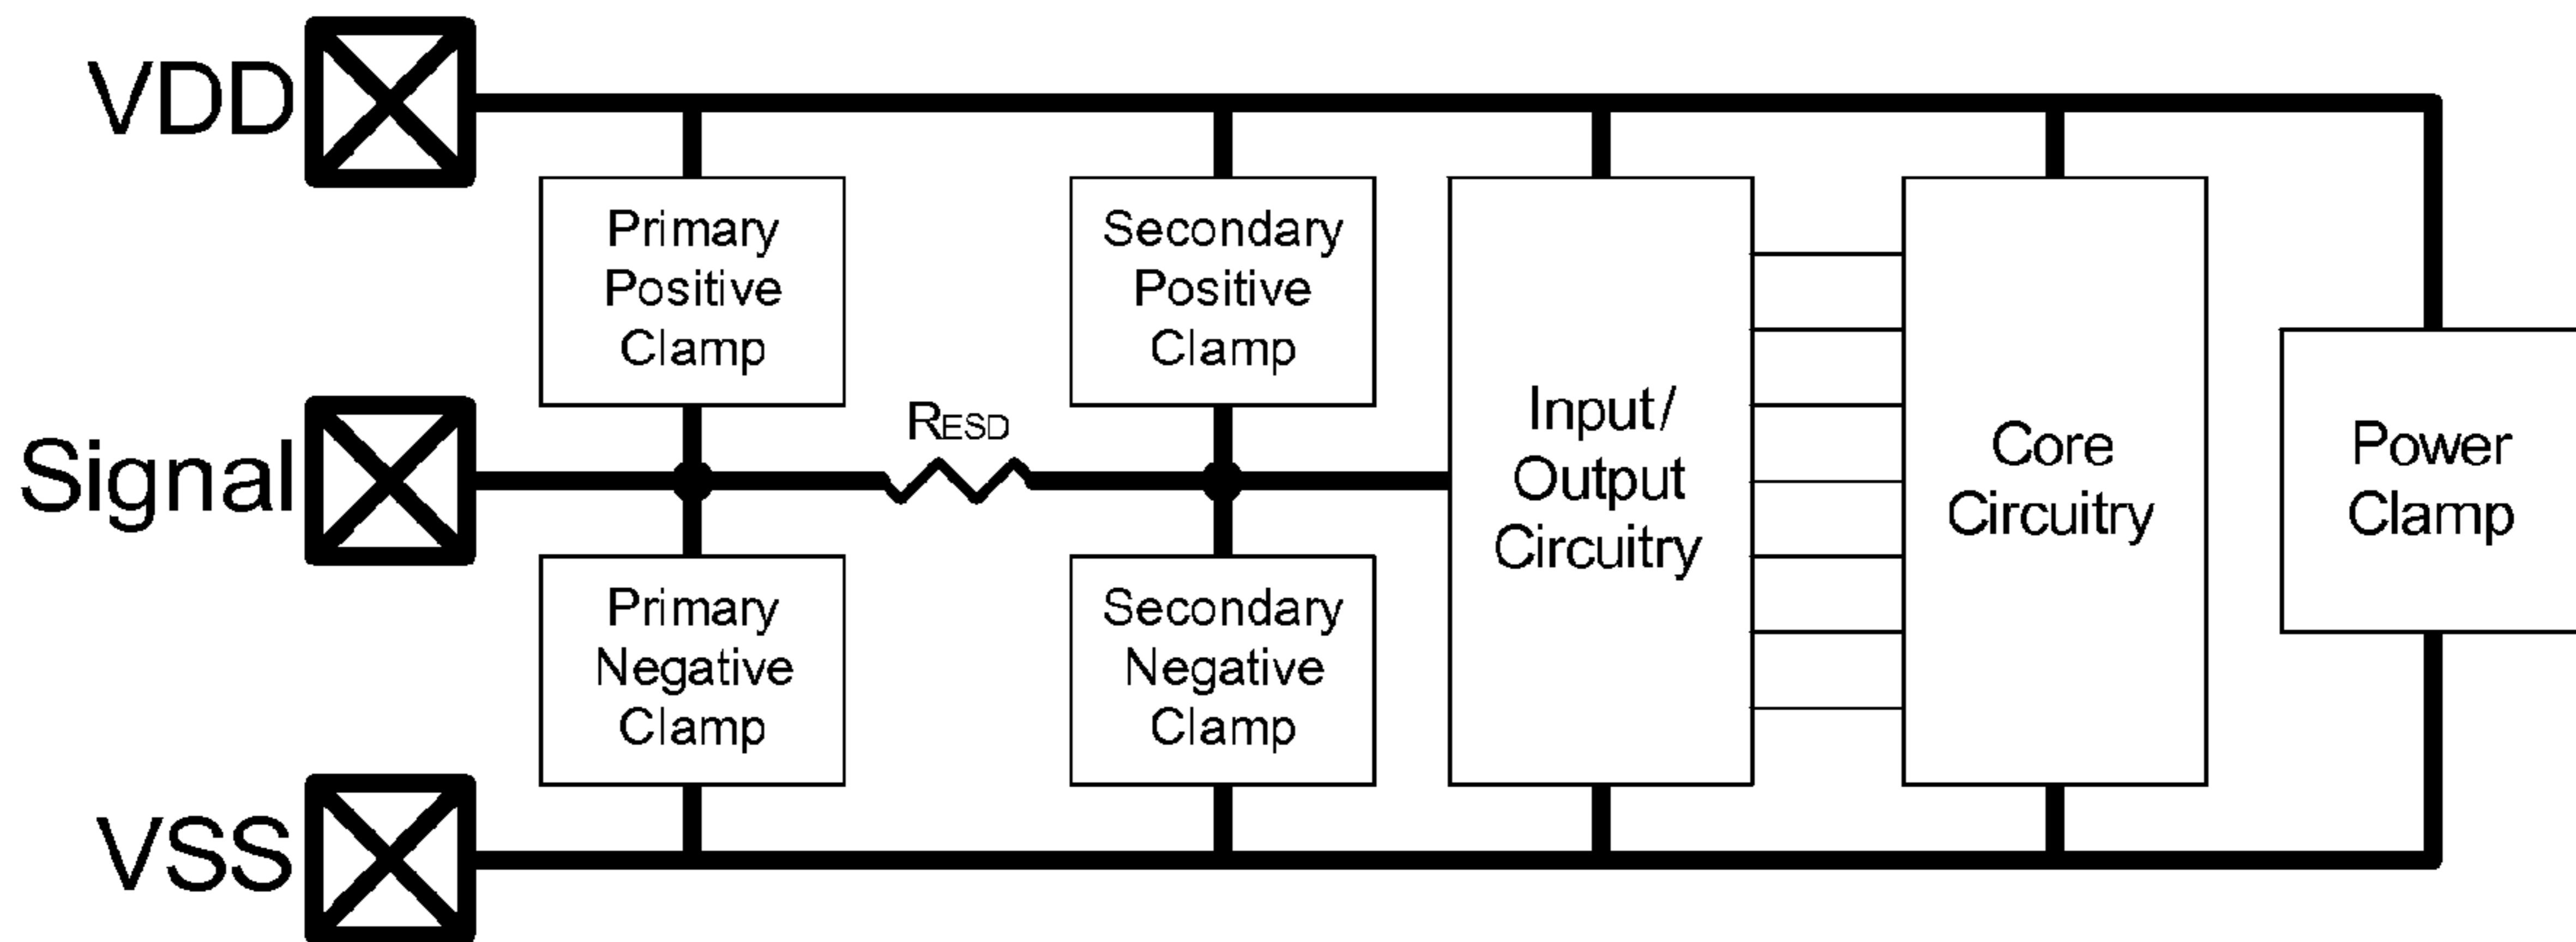 VDD
Primary
Positive
Clamp
Secondary
Positive
Clamp
Signal
RESD
Input/
Output
Circuitry
Core
Circuitry
Power
Clamp
Primary
Negative
Clamp
Secondary
Negative
Clamp
VSS